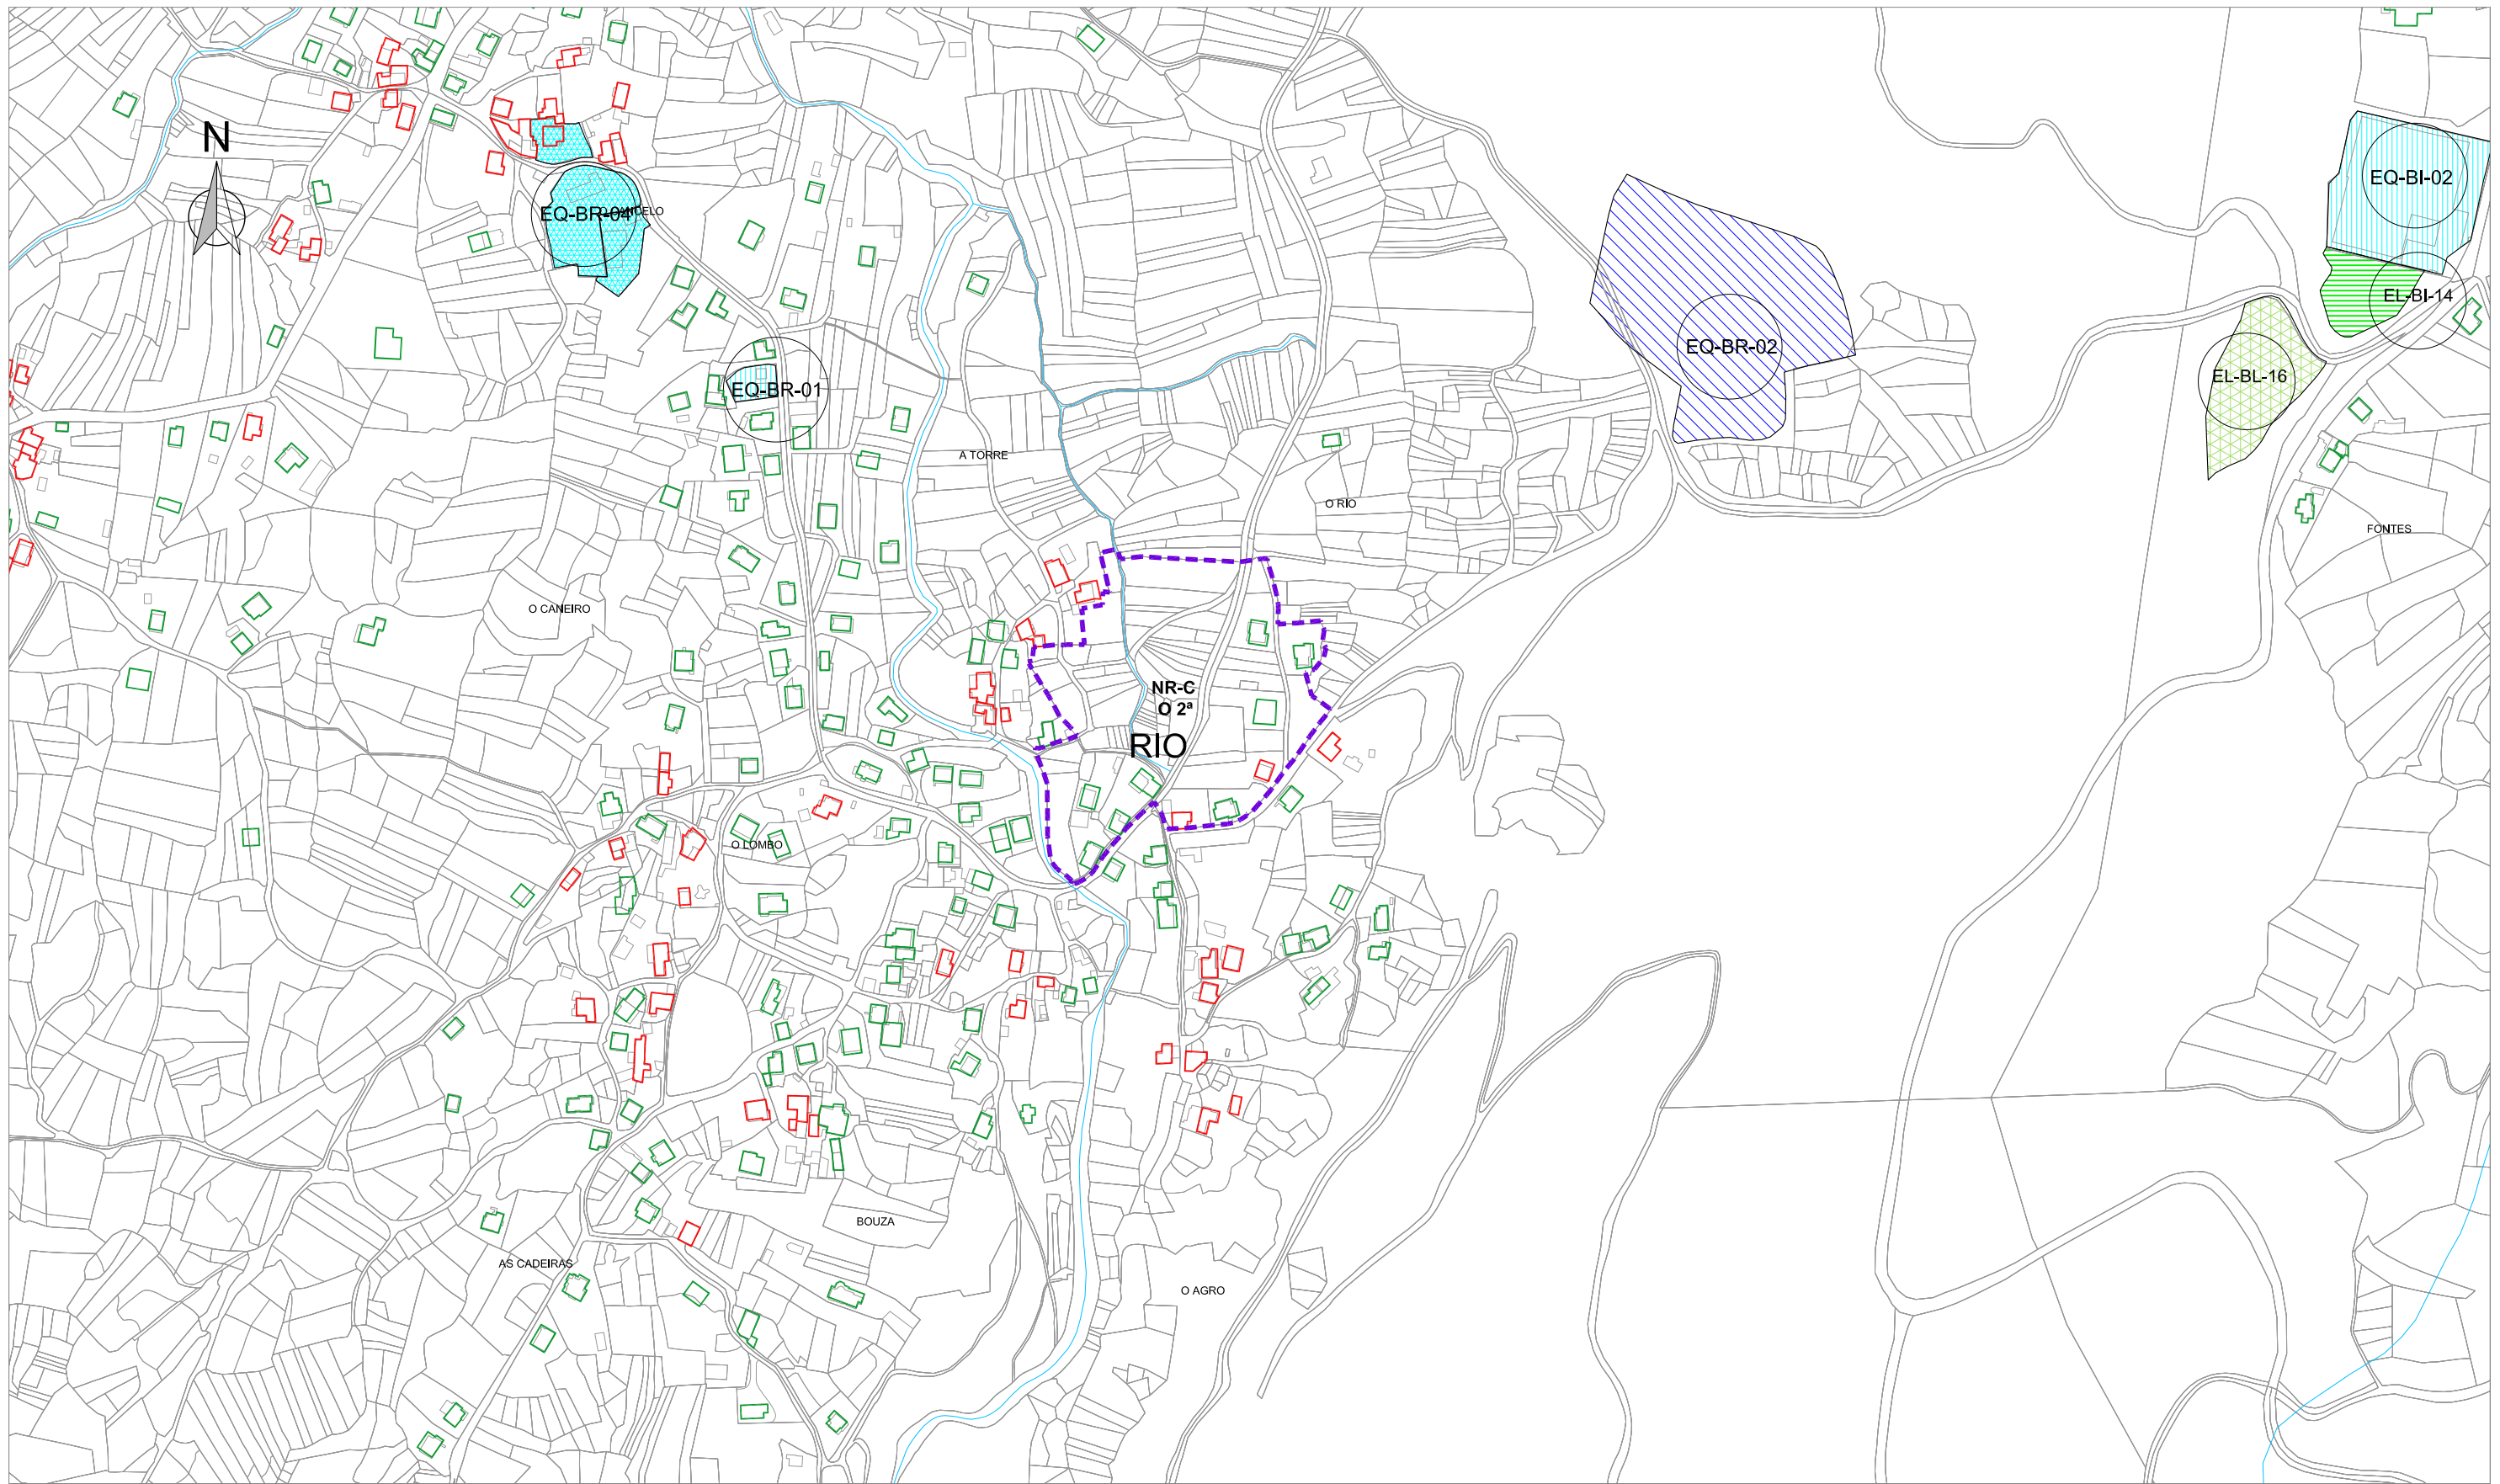 N
EQ-BI-02
EQ-BR-04
EL-BI-14
EQ-BR-02
EL-BL-16
EQ-BR-01
A TORRE
O RIO
FONTES
O CANEIRO
NR-C
O 2ª
RIO
O LOMBO
BOUZA
AS CADEIRAS
O AGRO